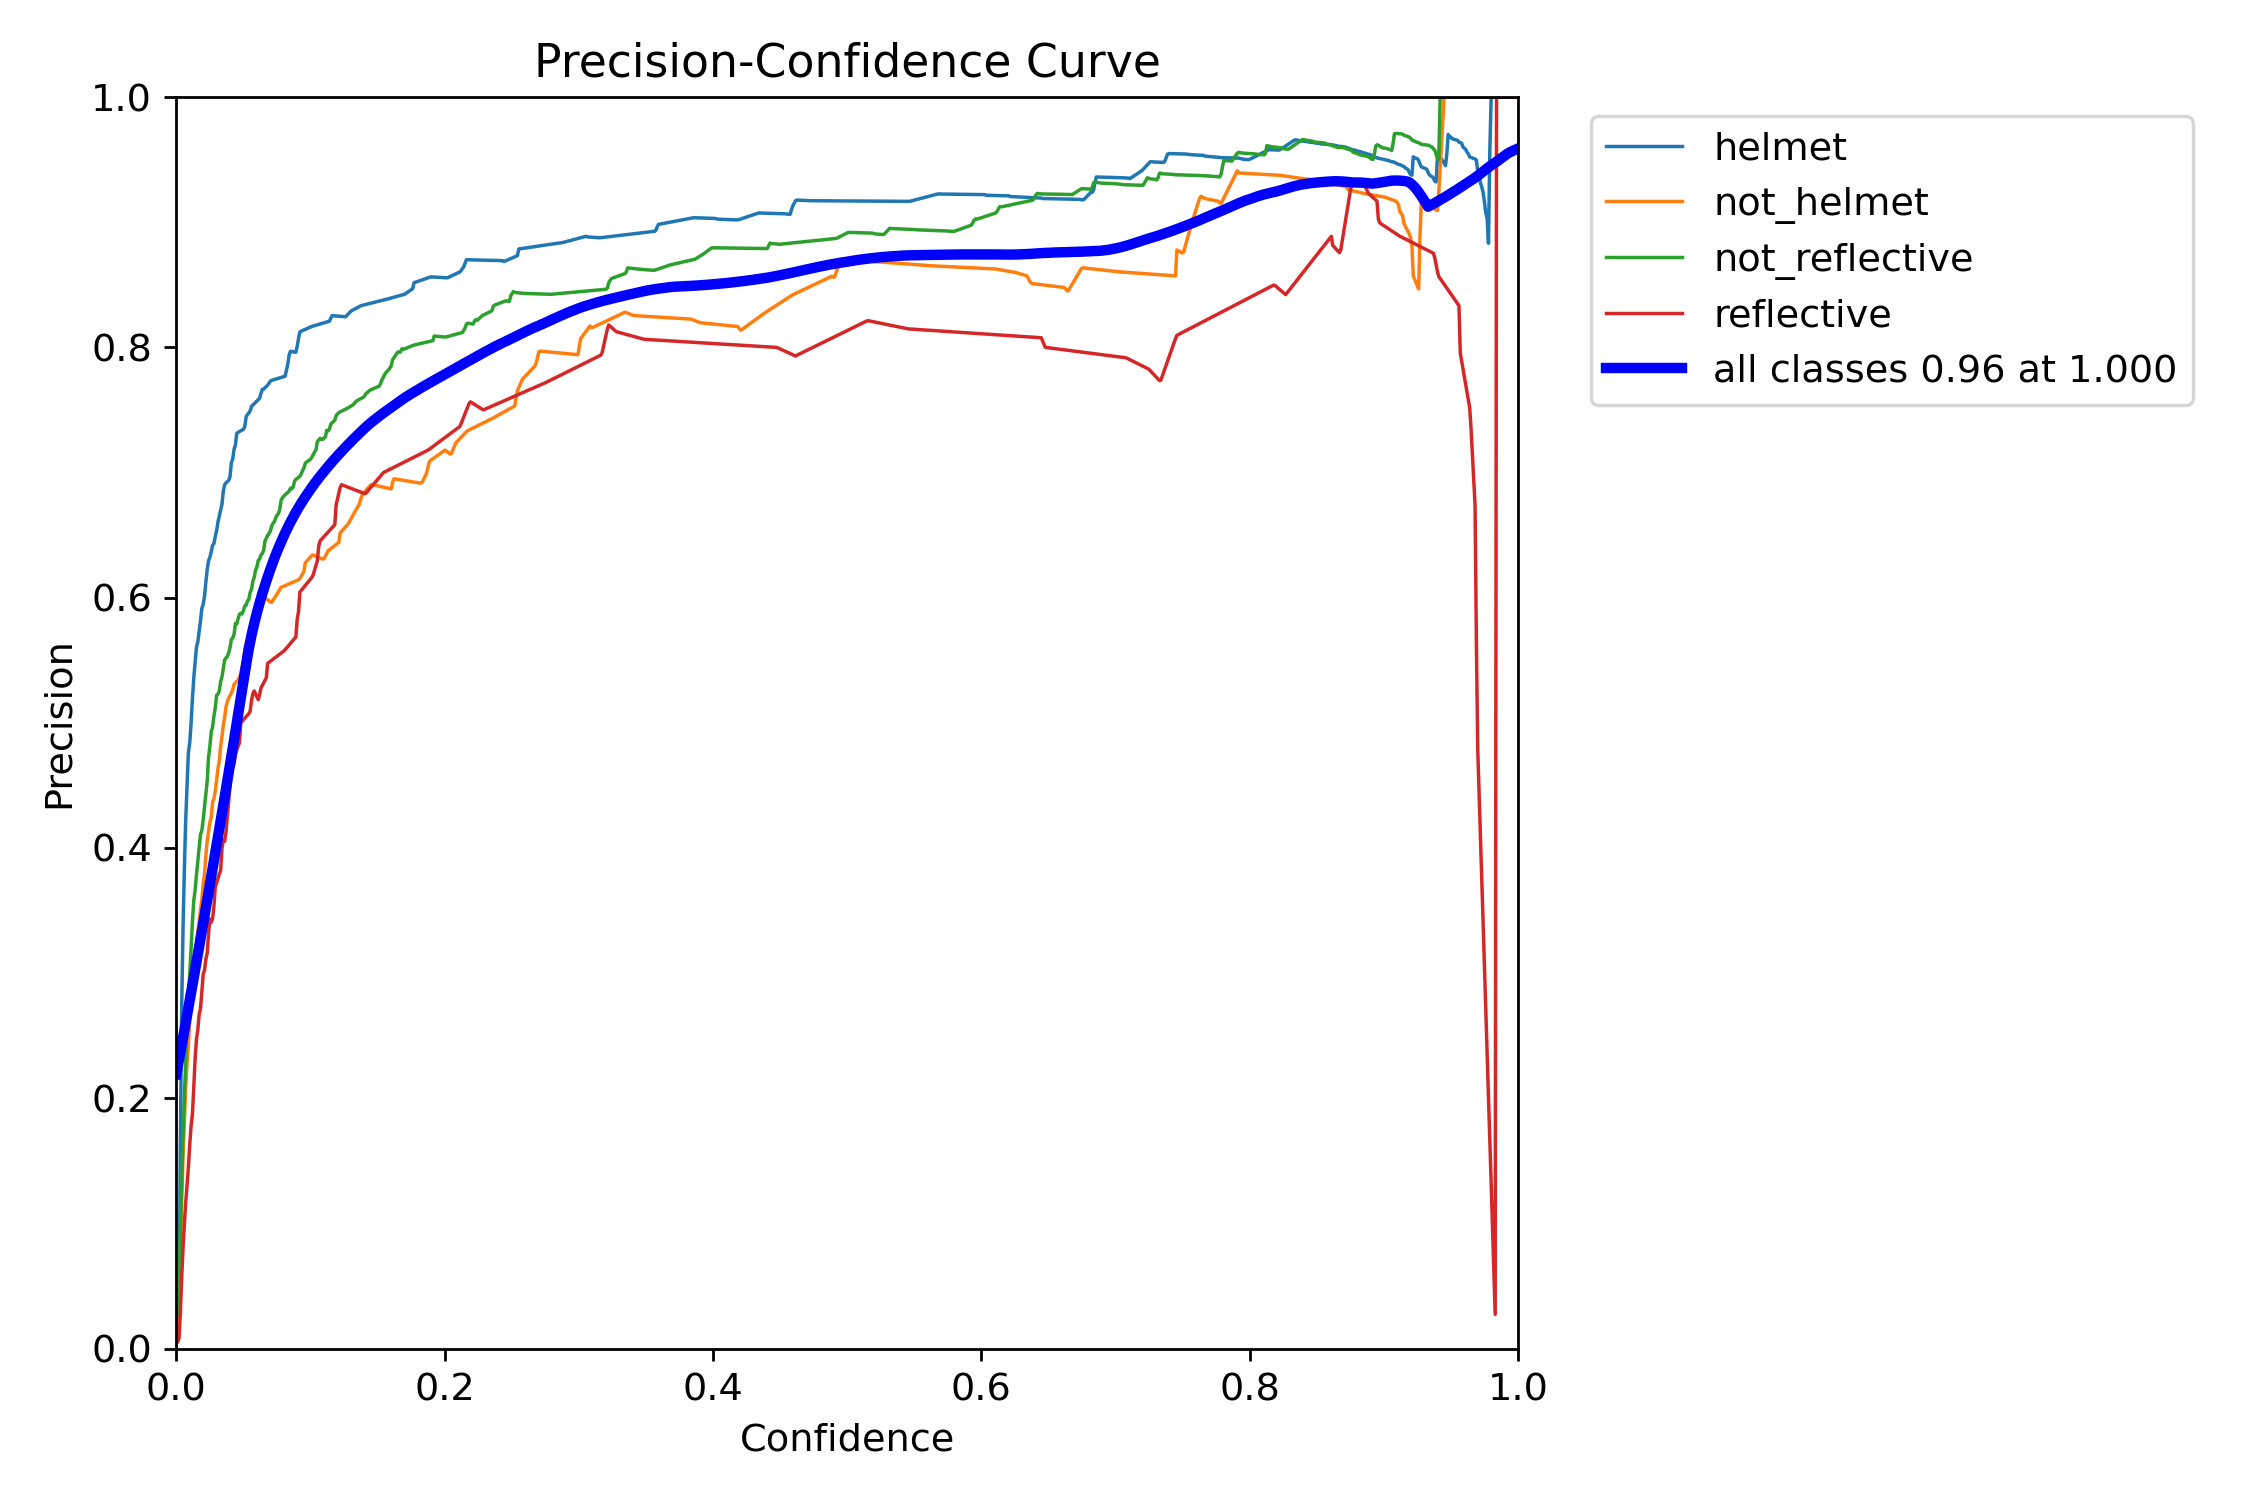 Precision-Confidence Curve
1.0
0.8
0.6
0.4
0.2
0.0
Precision
0.0 0.2 0.4 0.6 0.8 1.0
Confidence
helmet
not_helmet
not_reflective
reflective
all classes 0.96 at 1.000